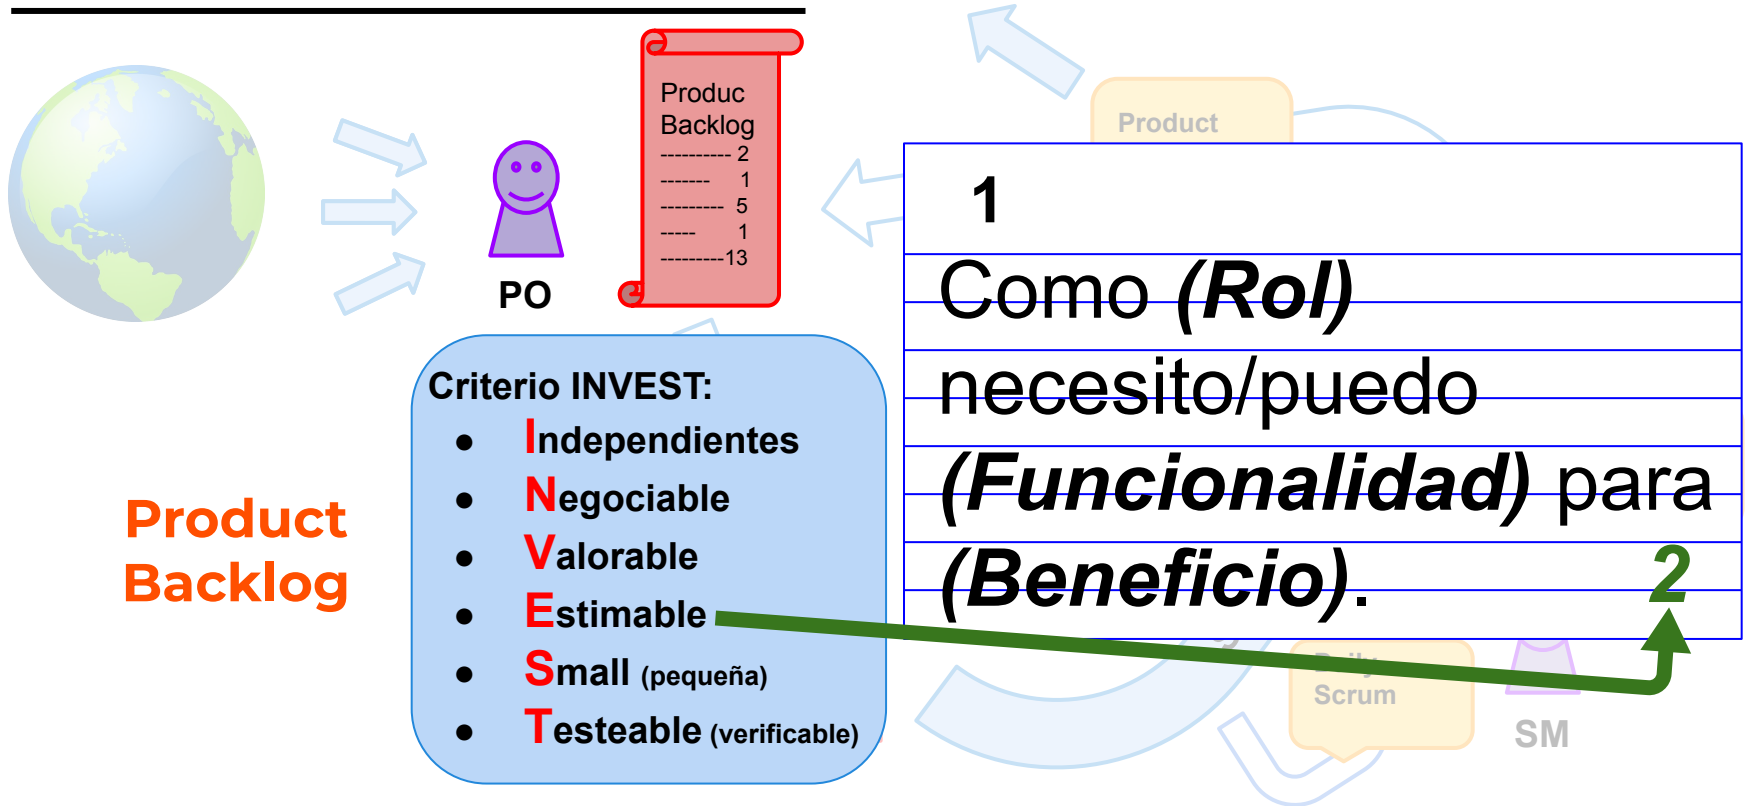 Produc
Backlog
---------- 2
------- 1
--------- 5
----- 1
---------13
PO
Product
Backlog
Criterio INVEST:
● Independientes
● Negociable
● Valorable
● Estimable
● Small (pequeña)
● Testeable (verificable)
Product
1
Como (Rol)
necesito/puedo
(Funcionalidad) para
(Beneficio).
2
Daily
Scrum
SM